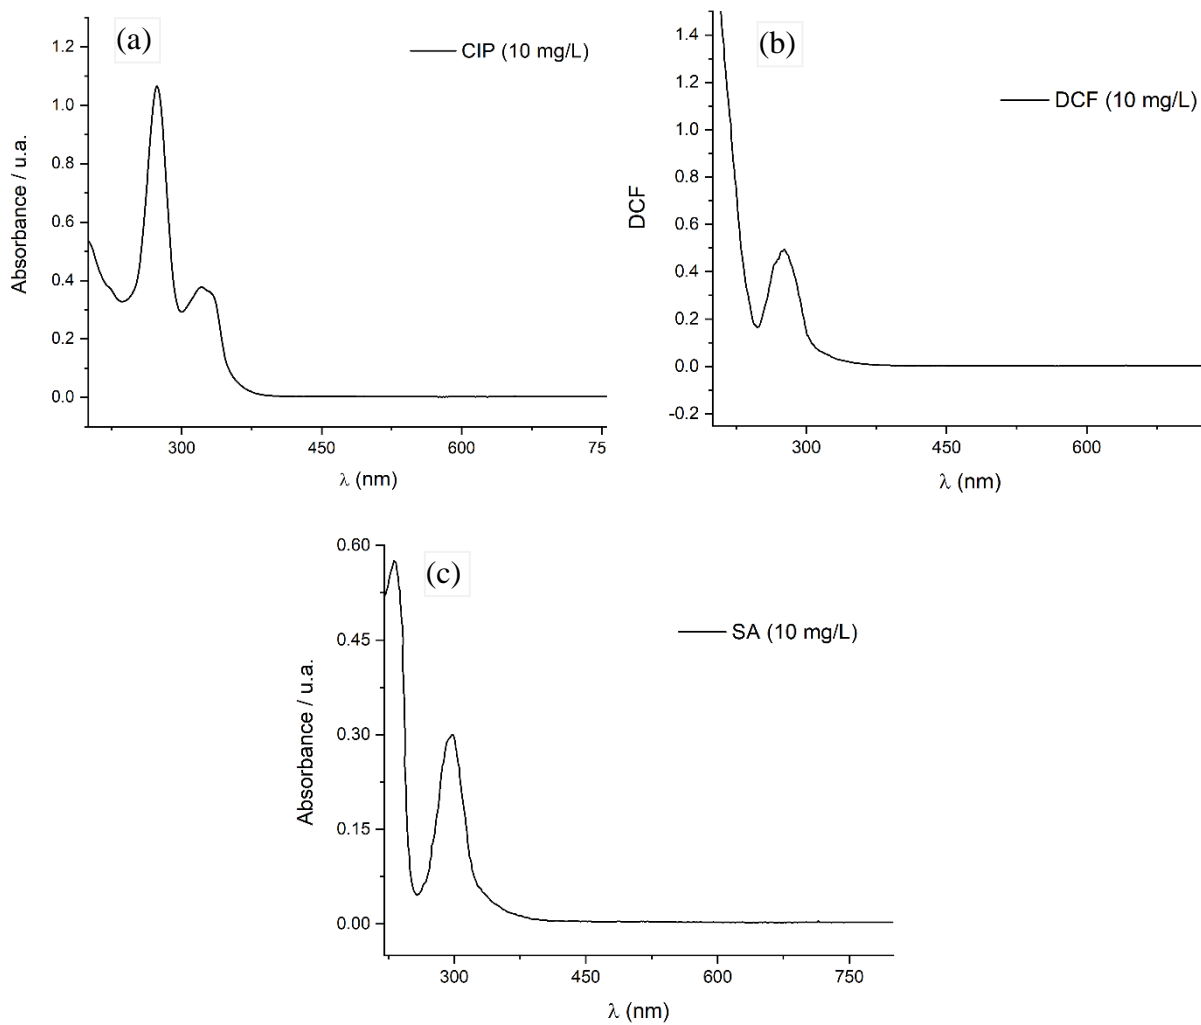 (a)
CIP (10 mg/L)
Absorbance / u.a.
1.2
1.0
0.8
0.6
0.4
0.2
0.0
300
450
600
75
λ (nm)
(b)
DCF (10 mg/L)
DCF
1.4
1.2
1.0
0.8
0.6
0.4
0.2
0.0
-0.2
300
450
600
λ (nm)
(c)
SA (10 mg/L)
Absorbance / u.a.
0.60
0.45
0.30
0.15
0.00
300
450
600
750
λ (nm)